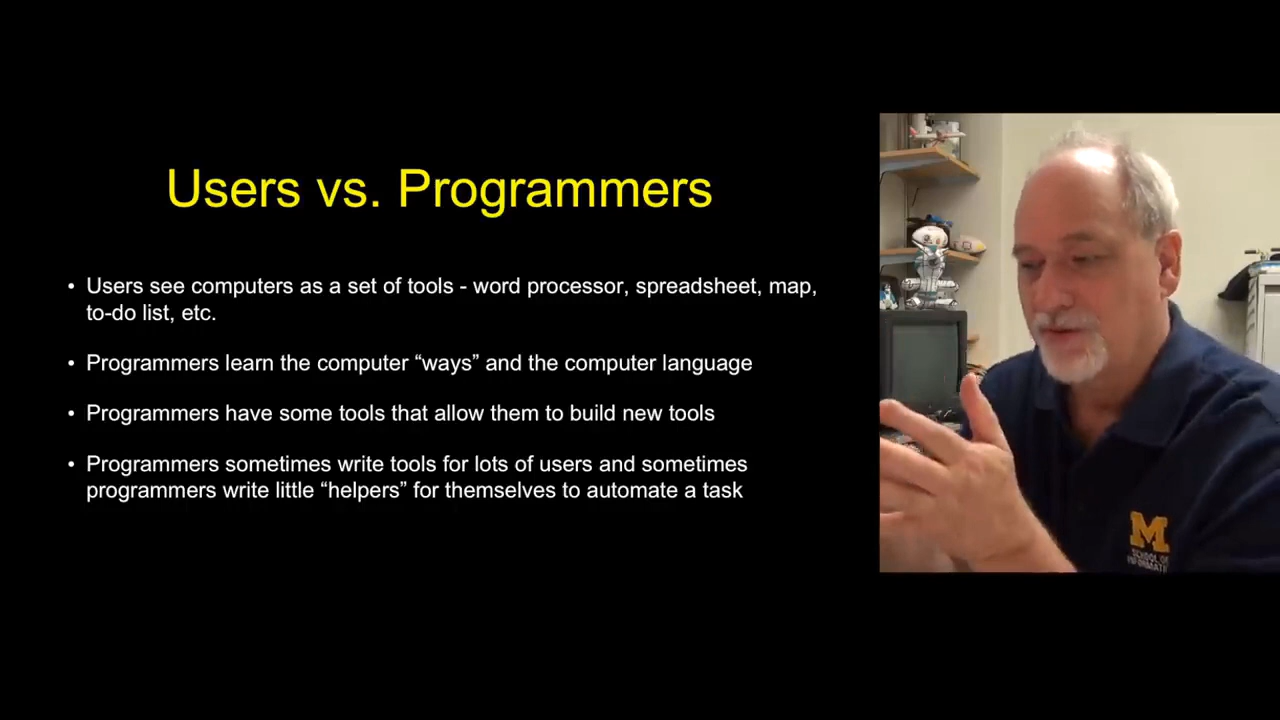 Users vs. Programmers
• Users see computers as a set of tools - word processor, spreadsheet, map,
to-do list, etc.
• Programmers learn the computer “ways” and the computer language
• Programmers have some tools that allow them to build new tools
• Programmers sometimes write tools for lots of users and sometimes
programmers write little “helpers” for themselves to automate a task
M
SCHOOL OF